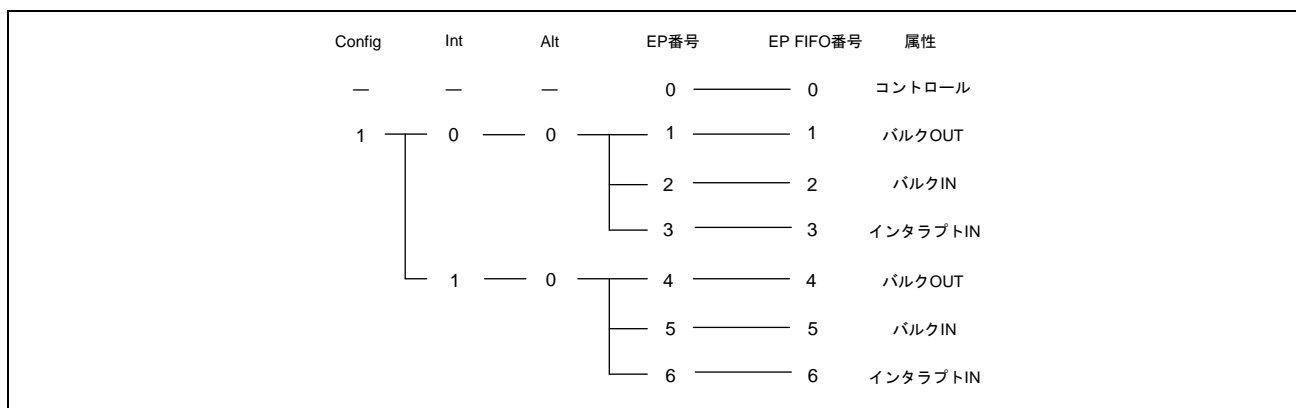 Config Int Alt EP番号 EP FIFO番号 属性
— — — 0 0 コントロール
1 0 0 1 1 バルクOUT
2 2 バルクIN
3 3 インタラプトIN
1 0 4 4 バルクOUT
5 5 バルクIN
6 6 インタラプトIN